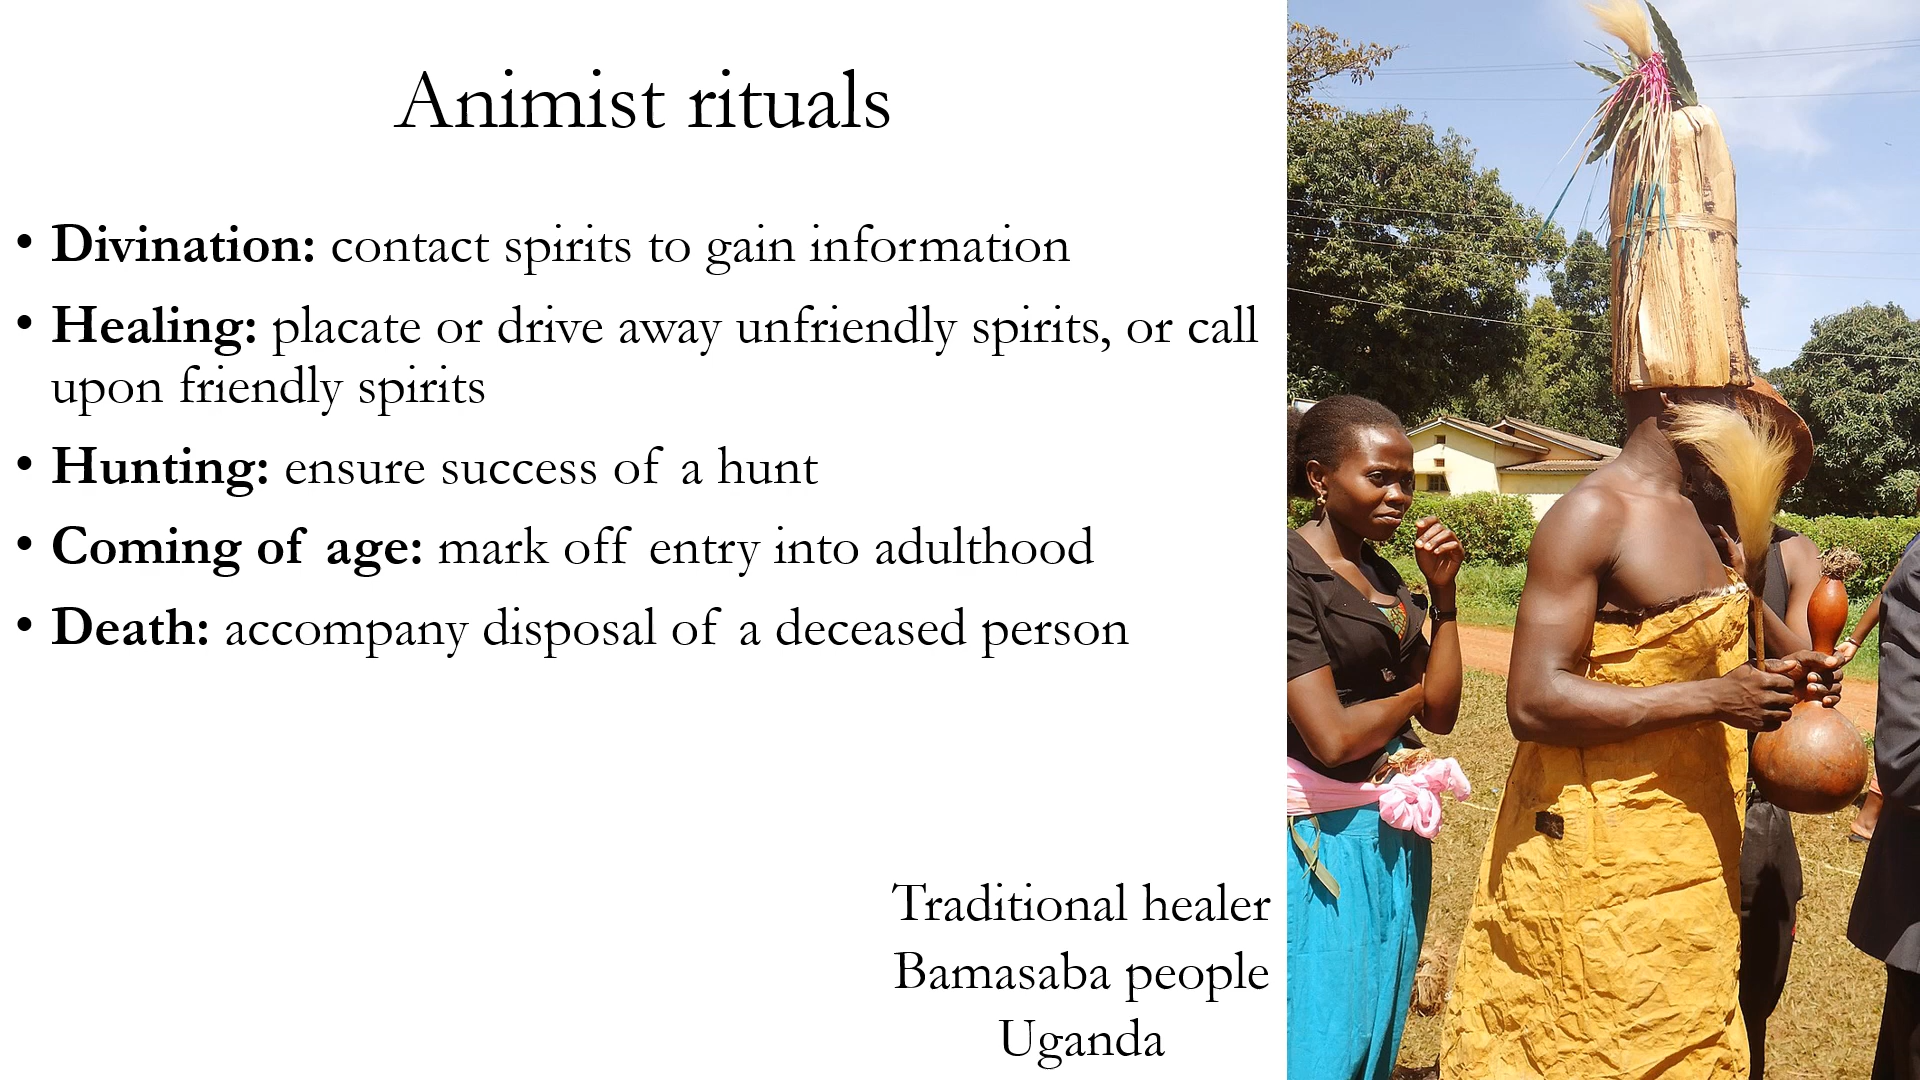 Animist rituals
• Divination: contact spirits to gain information
• Healing: placate or drive away unfriendly spirits, or call
upon friendly spirits
• Hunting: ensure success of a hunt
• Coming of age: mark off entry into adulthood
• Death: accompany disposal of a deceased person
Traditional healer
Bamasaba people
Uganda